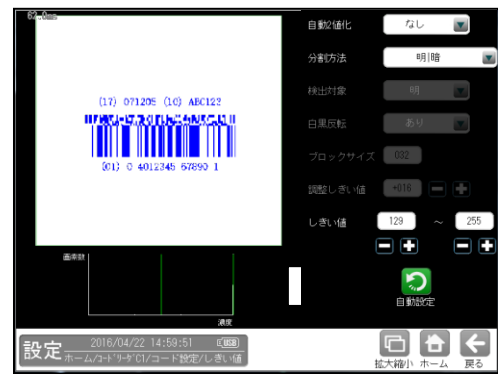 62.0ms
自動2値化 なし
分割方法 明|暗
検出対象 明
白黒反転 あり
ブロックサイズ 032
調整しきい値 +016
しきい値 129 ～ 255
(17) 071205 (10) ABC123
(01) 0 4012345 67890 1
画素数
濃度
自動設定
設定 2016/04/22 14:59:51 USB
ホーム/コードリーダC1/コード設定/しきい値
拡大縮小 ホーム 戻る